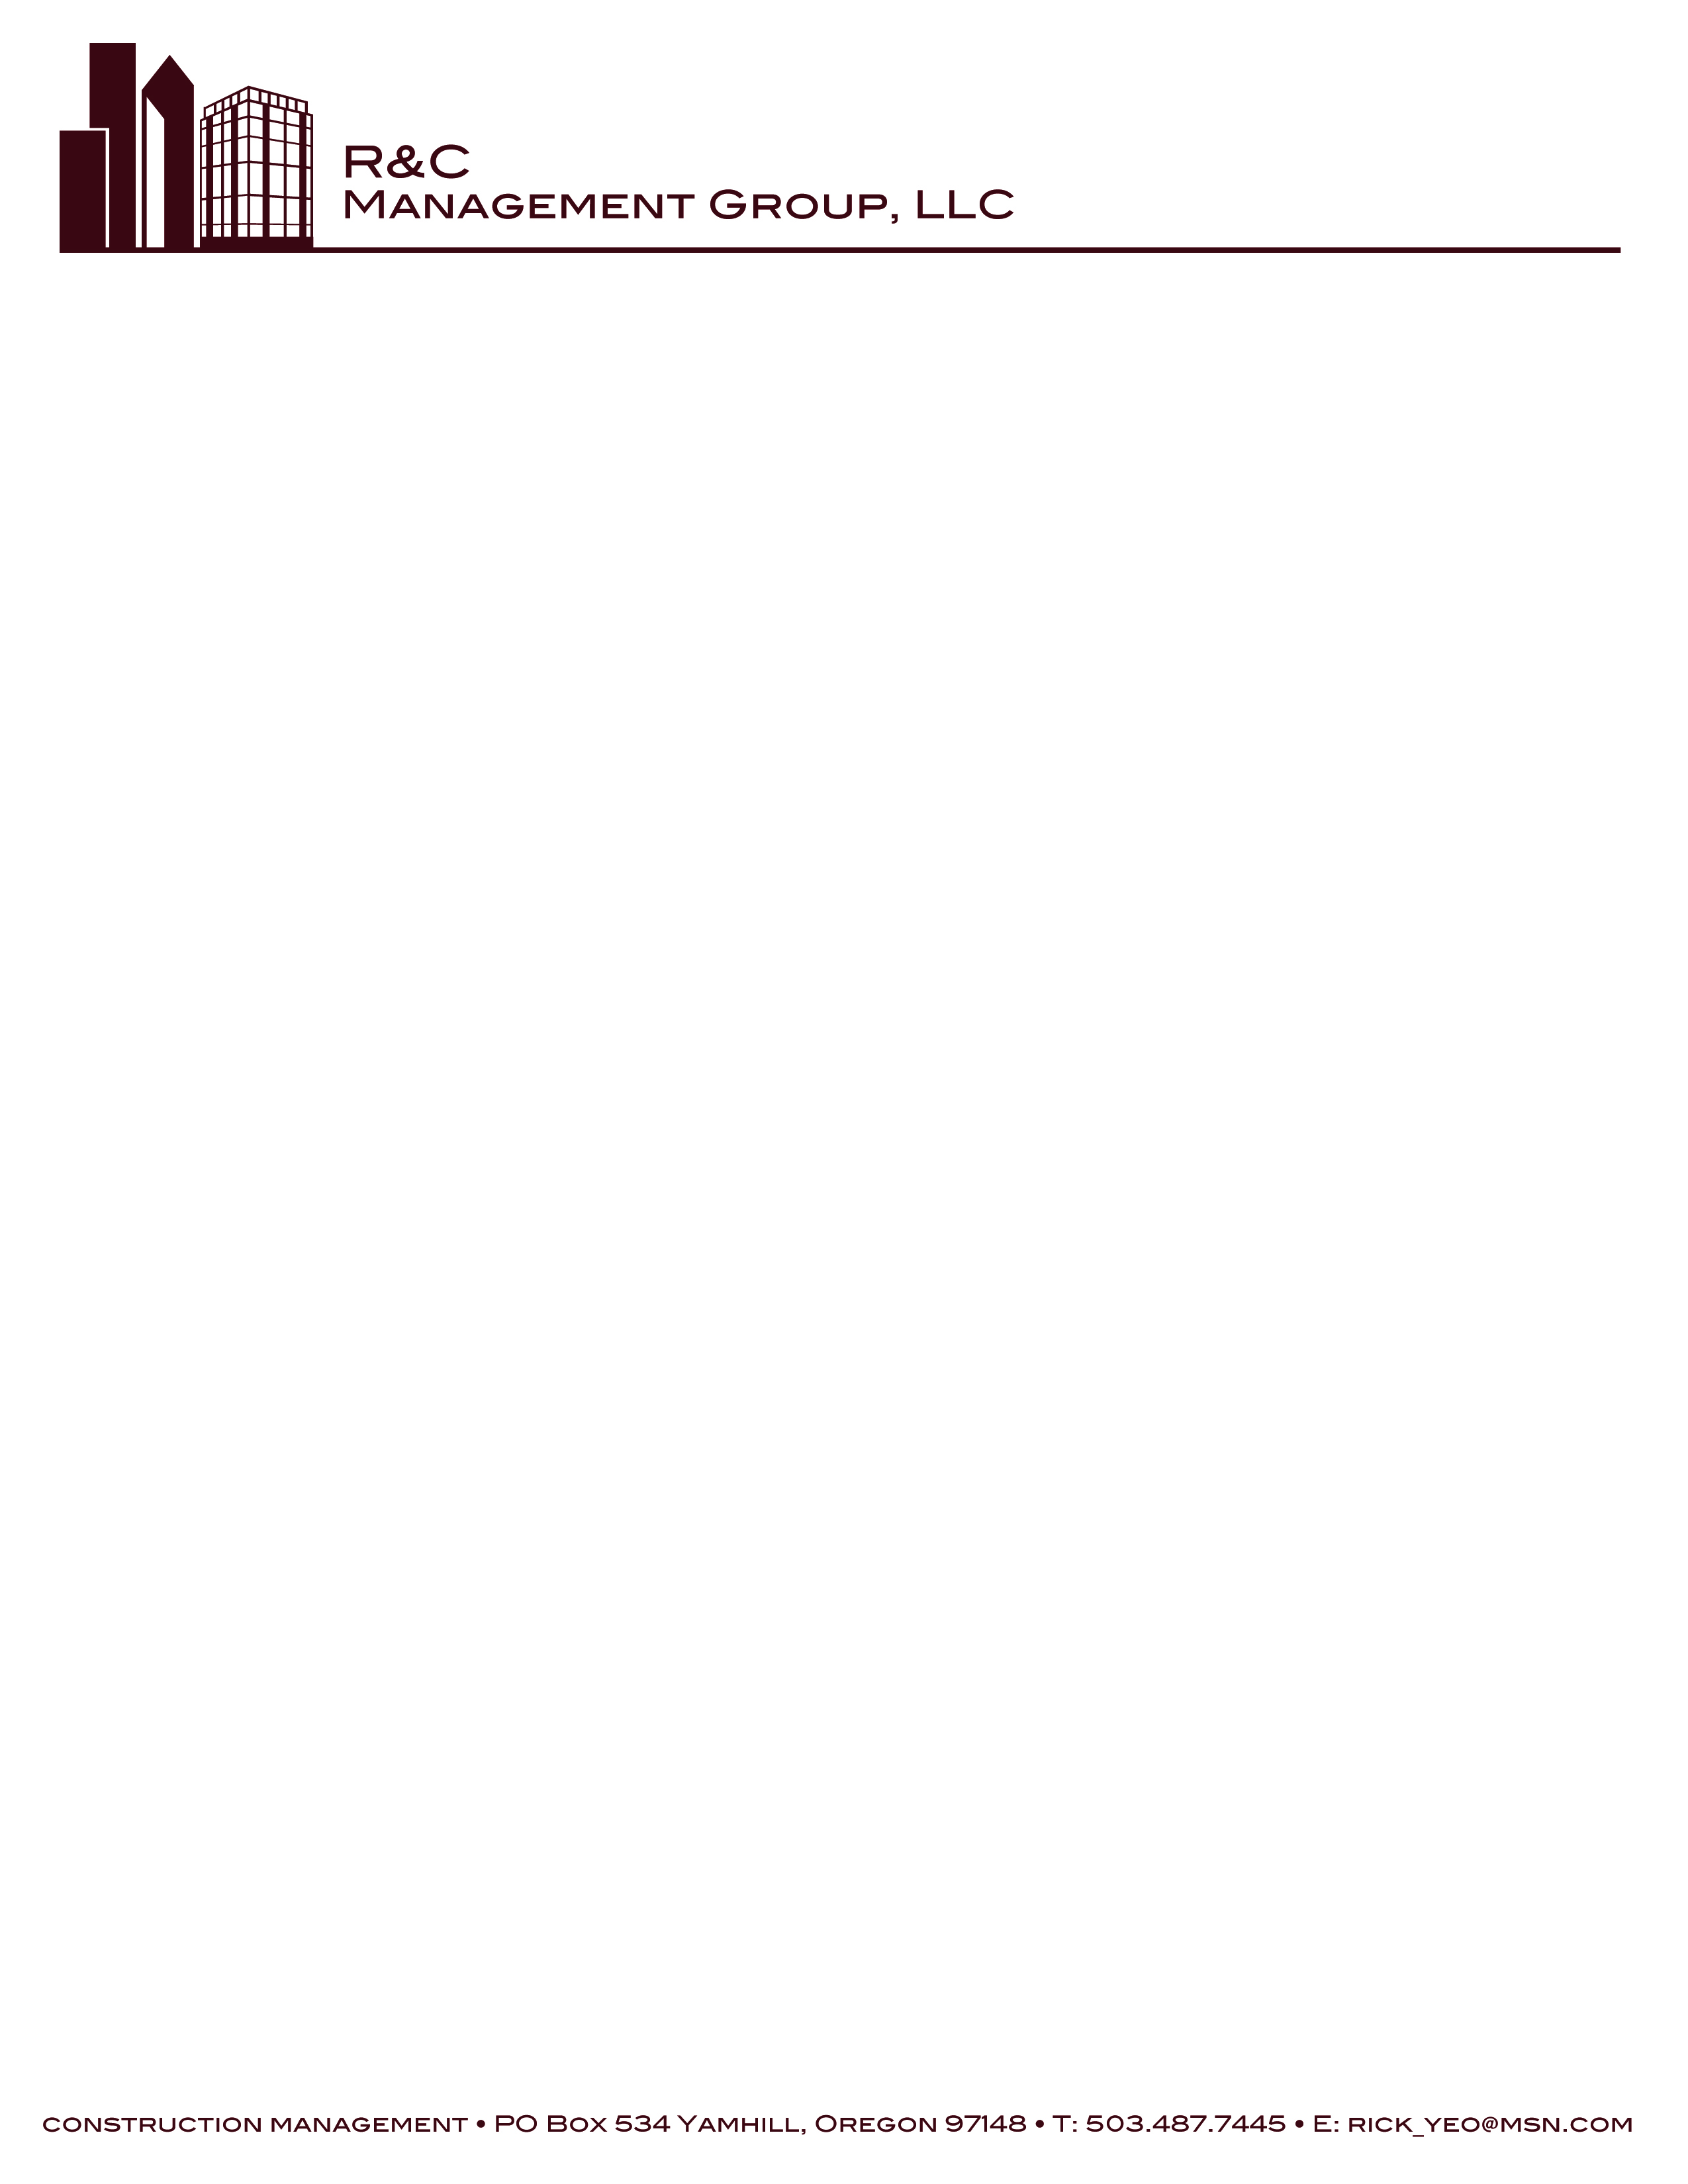 R&C
Management Group, LLC
construction management • PO Box 534 Yamhill, Oregon 97148 • T: 503.487.7445 • E: rick_yeo@msn.com